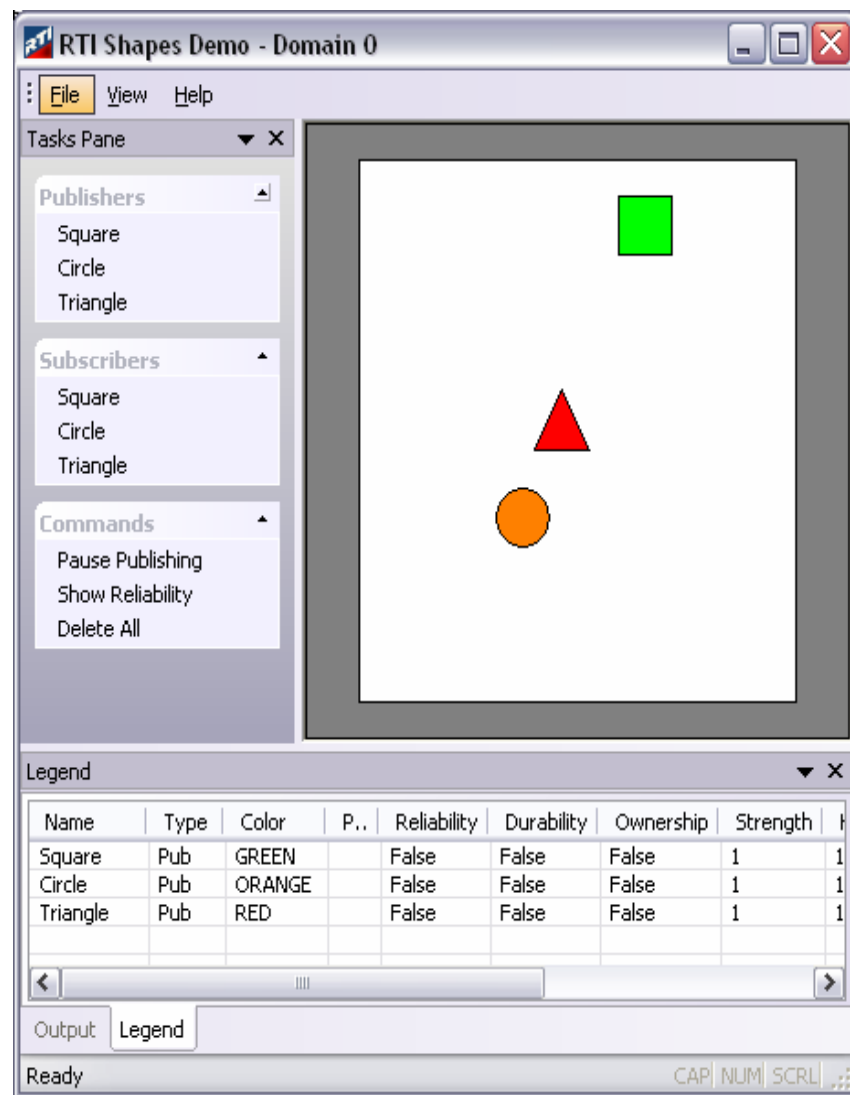 RTI Shapes Demo - Domain 0
File View Help
Tasks Pane
Publishers
Square
Circle
Triangle
Subscribers
Square
Circle
Triangle
Commands
Pause Publishing
Show Reliability
Delete All
Legend
Name Type Color P.. Reliability Durability Ownership Strength
Square Pub GREEN False False False 1 1
Circle Pub ORANGE False False False 1 1
Triangle Pub RED False False False 1 1
Output Legend
Ready CAP NUM SCRL